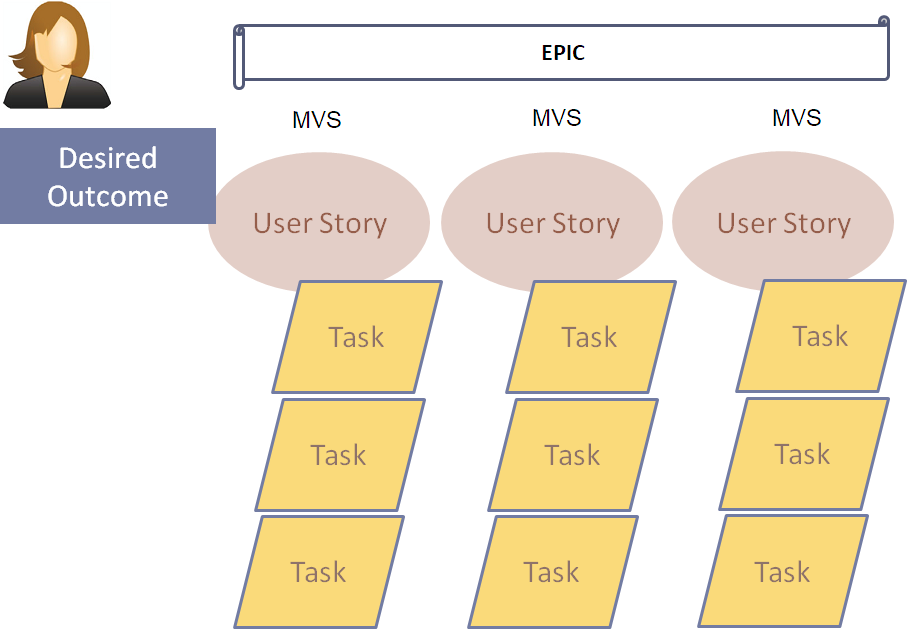 EPIC
MVS MVS MVS
Desired
Outcome
User Story User Story User Story
Task Task Task
Task Task Task
Task Task Task